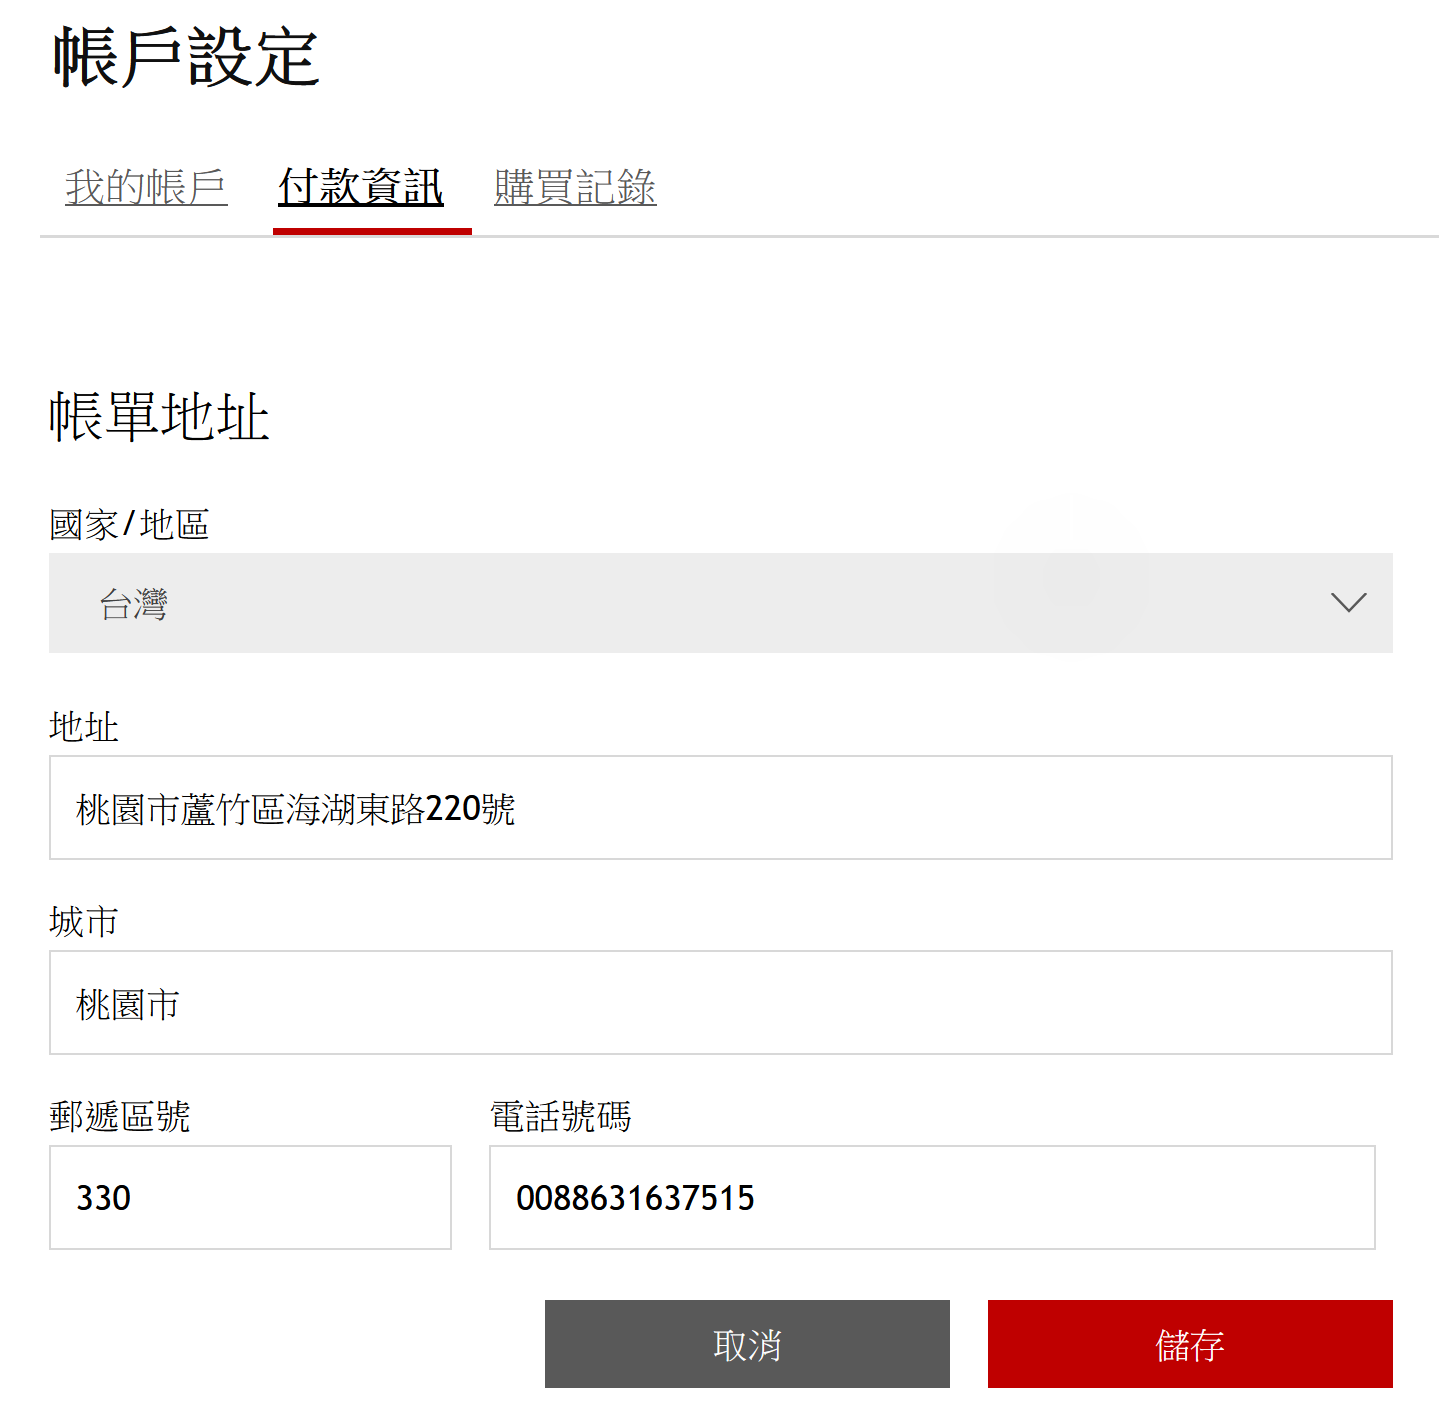 帳戶設定
我的帳戶 付款資訊 購買記錄
帳單地址
國家/地區
台灣
地址
桃園市蘆竹區海湖東路220號
城市
桃園市
郵遞區號 電話號碼
330 0088631637515
取消 儲存